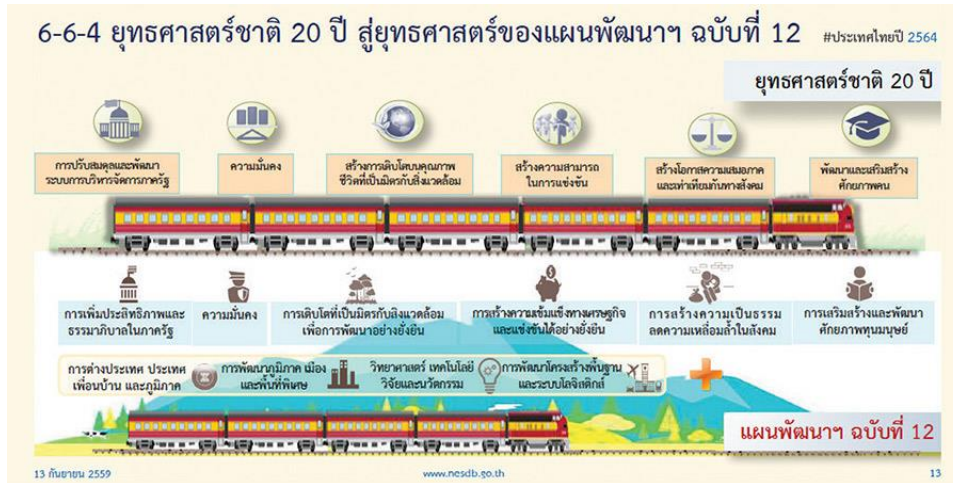 6-6-4 ยุทธศาสตร์ชาติ 20 ปี สู่ยุทธศาสตร์ของแผนพัฒนาฯ ฉบับที่ 12 #ประเทศไทยปี 2564
ยุทธศาสตร์ชาติ 20 ปี
การปรับสมดุลและพัฒนา
ระบบการบริหารจัดการภาครัฐ
ความมั่นคง
สร้างการเติบโตบนคุณภาพ
ชีวิตที่เป็นมิตรกับสิ่งแวดล้อม
สร้างความสามารถ
ในการแข่งขัน
สร้างโอกาสความเสมอภาค
และเท่าเทียมกันทางสังคม
พัฒนาและเสริมสร้าง
ศักยภาพคน
การเพิ่มประสิทธิภาพและ
ธรรมาภิบาลในภาครัฐ
ความมั่นคง
การเติบโตที่เป็นมิตรกับสิ่งแวดล้อม
เพื่อการพัฒนาอย่างยั่งยืน
การสร้างความเข้มแข็งทางเศรษฐกิจ
และแข่งขันได้อย่างยั่งยืน
การสร้างความเป็นธรรม
ลดความเหลื่อมล้ำในสังคม
การเสริมสร้างและพัฒนา
ศักยภาพทุนมนุษย์
การต่างประเทศ ประเทศ
เพื่อนบ้าน และภูมิภาค
การพัฒนาภูมิภาค เมือง
และพื้นที่พิเศษ
วิทยาศาสตร์ เทคโนโลยี
วิจัยและนวัตกรรม
การพัฒนาโครงสร้างพื้นฐาน
และระบบโลจิสติกส์
แผนพัฒนาฯ ฉบับที่ 12
13 กันยายน 2559
www.nesdb.go.th
13